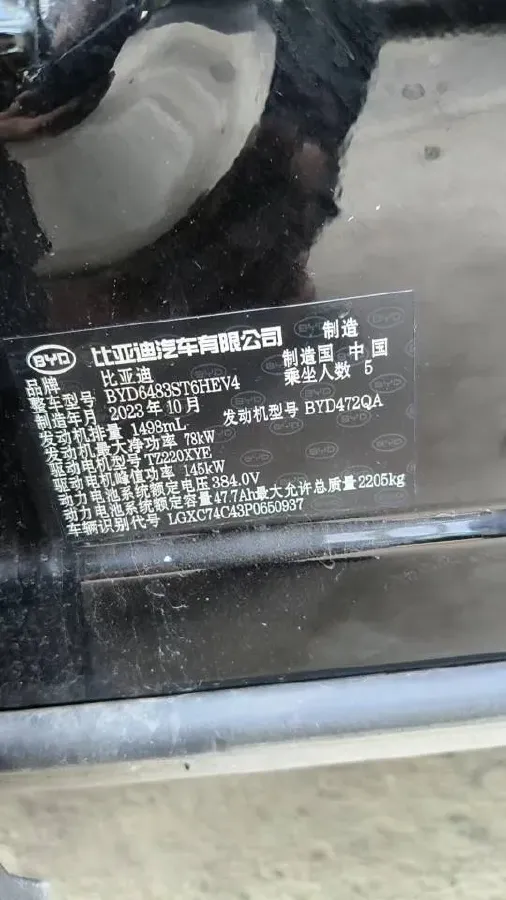 BYD 比亚迪汽车有限公司 制造
品牌 比亚迪 制造国 中国
整车型号 BYD6483ST6HEV4 乘坐人数 5
制造年月 2023年10月
发动机排量 1498mL 发动机型号 BYD472QA
发动机最大净功率 78kW
驱动电机型号 TZ220XYE
驱动电机峰值功率 145kW
动力电池系统额定电压 384.0V
动力电池系统额定容量 47.7Ah 最大允许总质量 2205kg
车辆识别代号 LGXC74C43P0650937